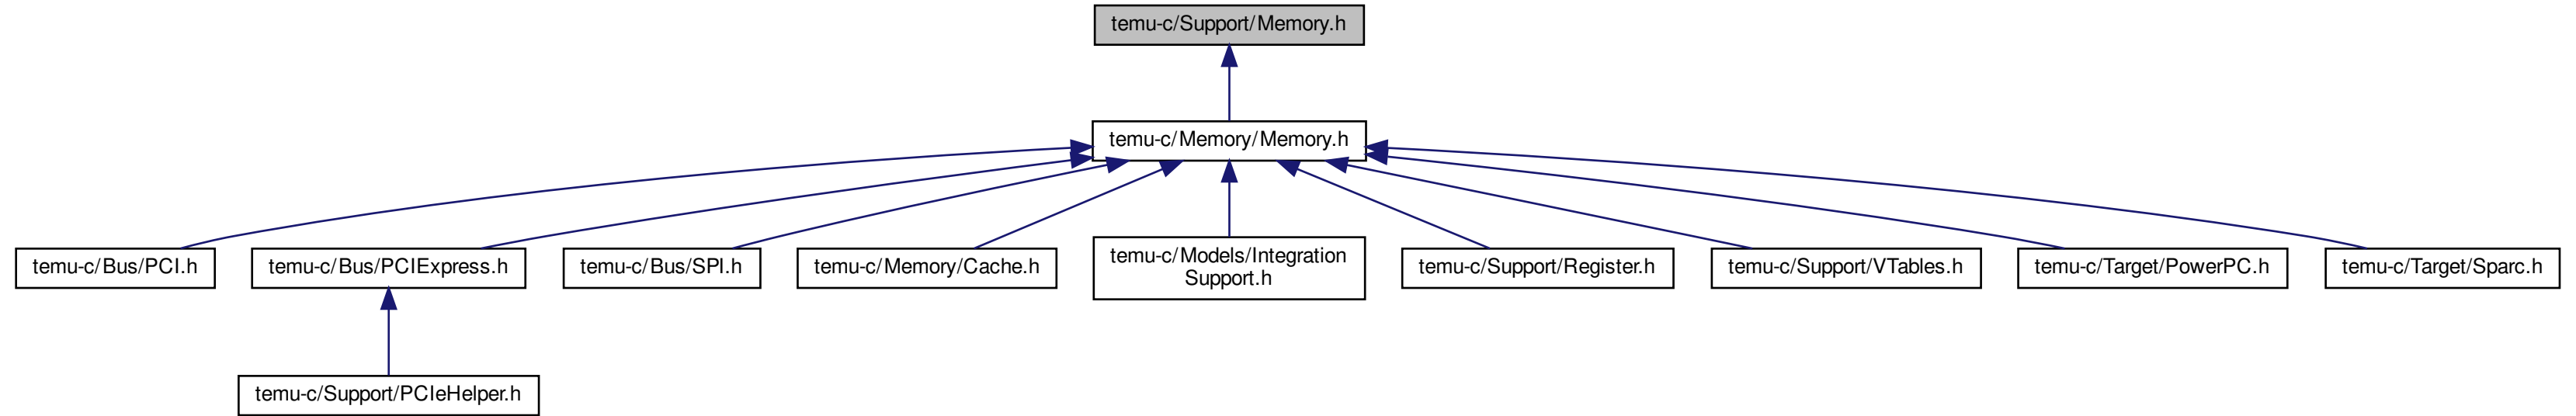 temu-c/Support/Memory.h
temu-c/Memory/Memory.h
temu-c/Bus/PCI.h
temu-c/Bus/PCIExpress.h
temu-c/Bus/SPI.h
temu-c/Memory/Cache.h
temu-c/Models/Integration
Support.h
temu-c/Support/Register.h
temu-c/Support/VTables.h
temu-c/Target/PowerPC.h
temu-c/Target/Sparc.h
temu-c/Support/PCIeHelper.h